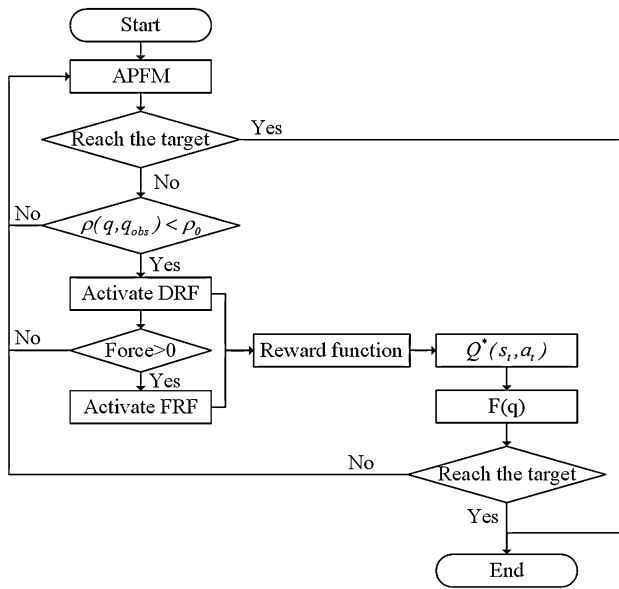 Start
APFM
Reach the target
Yes
No
No
ρ(q,q_obs) < ρ_0
Yes
Activate DRF
No
Force>0
Reward function
Q*(s_t,a_t)
Yes
Activate FRF
F(q)
No
Reach the target
Yes
End